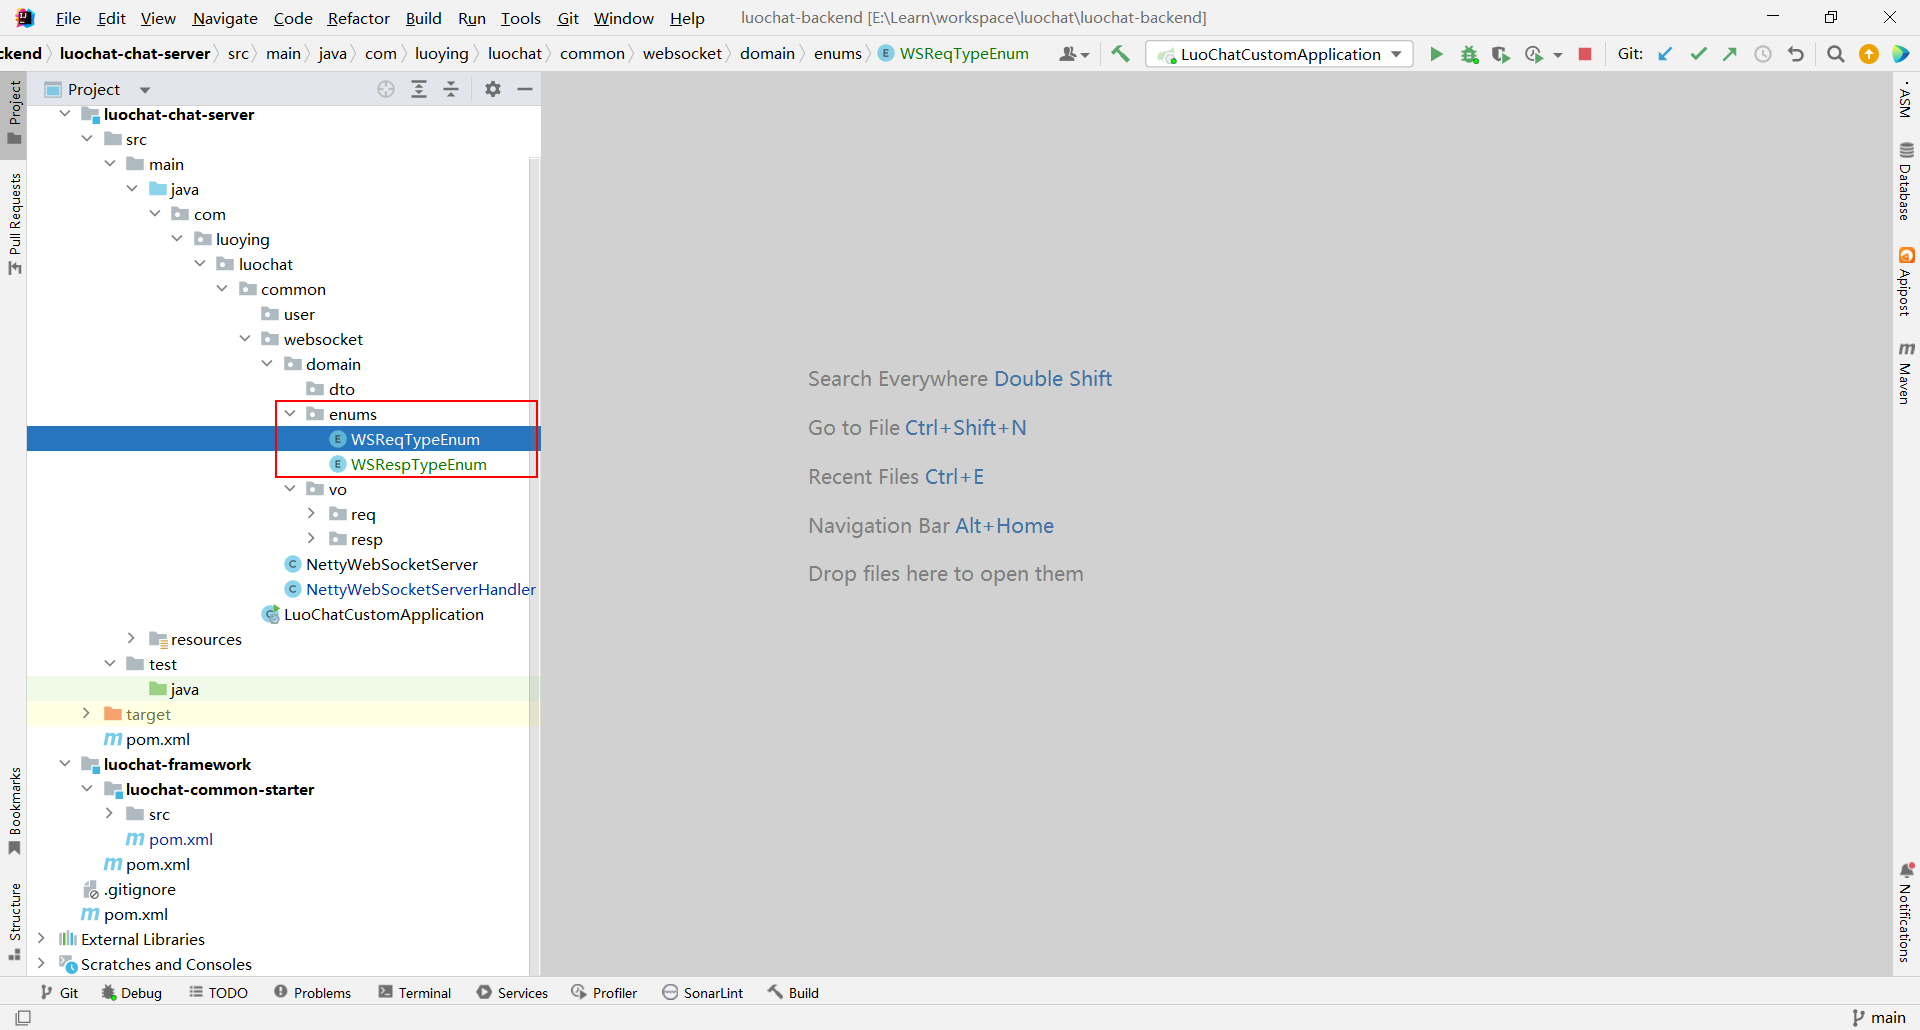 File Edit View Navigate Code Refactor Build Run Tools Git Window Help luochat-backend [E:\Learn\workspace\luochat\luochat-backend]
ckend luochat-chat-server src main java com luoying luochat common websocket domain enums WSReqTypeEnum LuoChatCustomApplication Git:
Project
luochat-chat-server
src
main
java
com
luoying
luochat
common
user
websocket
domain
dto
enums
WSReqTypeEnum
WSRespTypeEnum
vo
req
resp
NettyWebSocketServer
NettyWebSocketServerHandler
LuoChatCustomApplication
resources
test
java
target
pom.xml
luochat-framework
luochat-common-starter
src
pom.xml
pom.xml
.gitignore
pom.xml
External Libraries
Scratches and Consoles
Project
Pull Requests
Bookmarks
Structure
Search Everywhere Double Shift
Go to File Ctrl+Shift+N
Recent Files Ctrl+E
Navigation Bar Alt+Home
Drop files here to open them
ASM
Database
Apipost
Maven
Notifications
Git Debug TODO Problems Terminal Services Profiler SonarLint Build
main